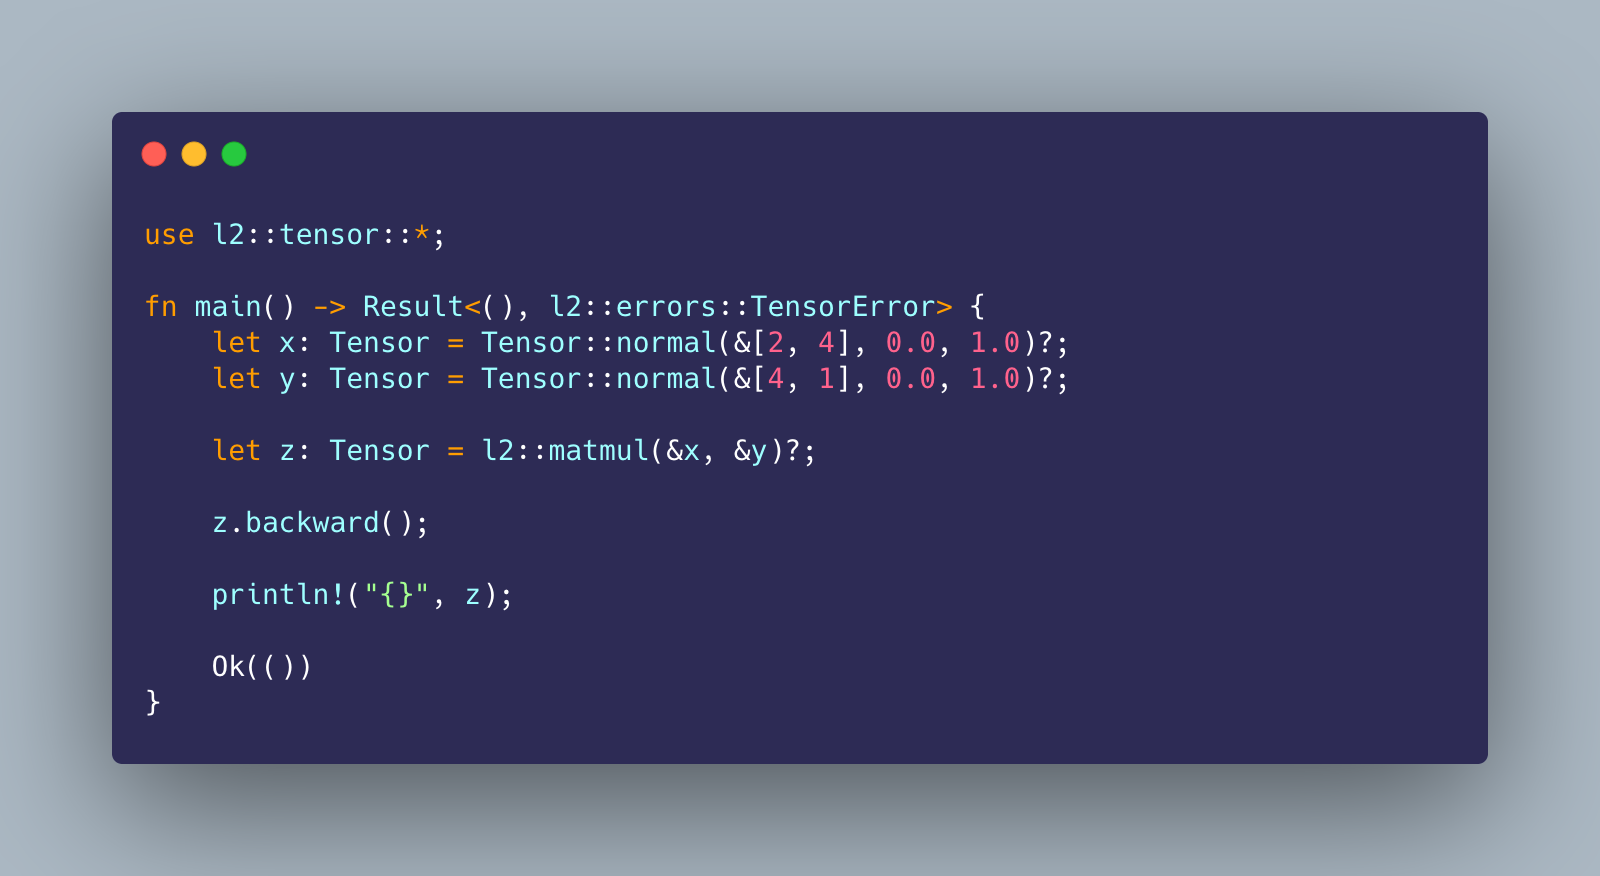 use l2::tensor::*;
fn main() -> Result<(), l2::errors::TensorError> {
    let x: Tensor = Tensor::normal(&[2, 4], 0.0, 1.0)?;
    let y: Tensor = Tensor::normal(&[4, 1], 0.0, 1.0)?;
    let z: Tensor = l2::matmul(&x, &y)?;
    z.backward();
    println!("{}", z);
    Ok(())
}